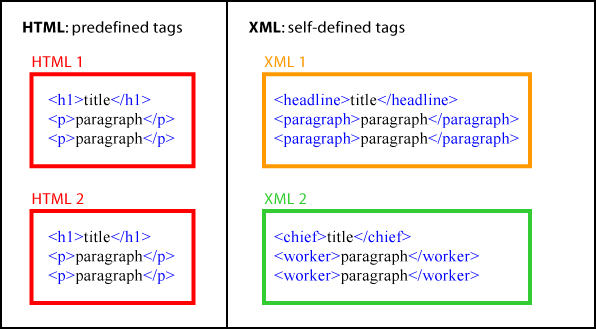 HTML: predefined tags
HTML 1
<h1>title</h1>
<p>paragraph</p>
<p>paragraph</p>
HTML 2
<h1>title</h1>
<p>paragraph</p>
<p>paragraph</p>
XML: self-defined tags
XML 1
<headline>title</headline>
<paragraph>paragraph</paragraph>
<paragraph>paragraph</paragraph>
XML 2
<chief>title</chief>
<worker>paragraph</worker>
<worker>paragraph</worker>